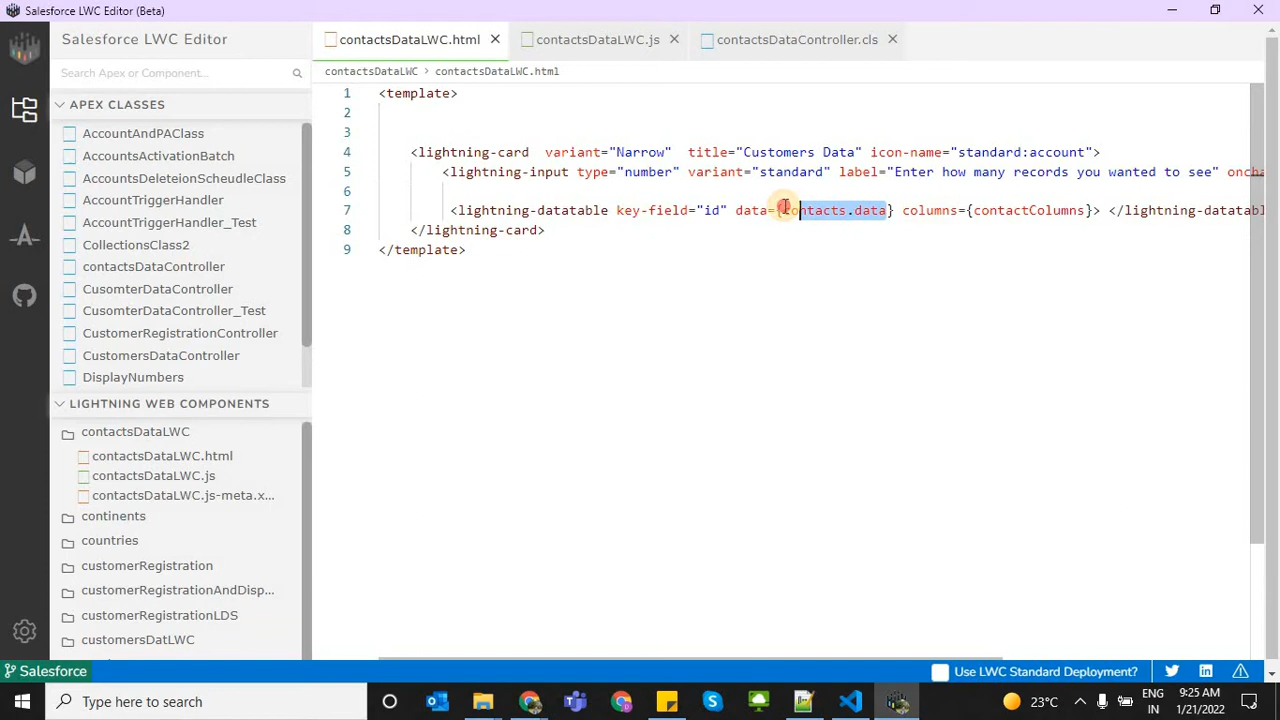 Salesforce LWC Editor (Beta)
Salesforce LWC Editor
contactsDataLWC.html
contactsDataLWC.js
contactsDataController.cls
Search Apex or Component...
contactsDataLWC > contactsDataLWC.html
APEX CLASSES
AccountAndPAClass
AccountsActivationBatch
AccountsDeleteionScheudleClass
AccountTriggerHandler
AccountTriggerHandler_Test
CollectionsClass2
contactsDataController
CusomterDataController
CusomterDataController_Test
CustomerRegistrationController
CustomersDataController
DisplayNumbers
LIGHTNING WEB COMPONENTS
contactsDataLWC
contactsDataLWC.html
contactsDataLWC.js
contactsDataLWC.js-meta.x...
continents
countries
customerRegistration
customerRegistrationAndDisp...
customerRegistrationLDS
customersDatLWC
1 <template>
2
3
4 <lightning-card variant="Narrow" title="Customers Data" icon-name="standard:account">
5 <lightning-input type="number" variant="standard" label="Enter how many records you wanted to see" oncha
6
7 <lightning-datatable key-field="id" data={contacts.data} columns={contactColumns}> </lightning-datatabl
8 </lightning-card>
9 </template>
Salesforce
Use LWC Standard Deployment?
Type here to search
23°C
ENG
IN
9:25 AM
1/21/2022